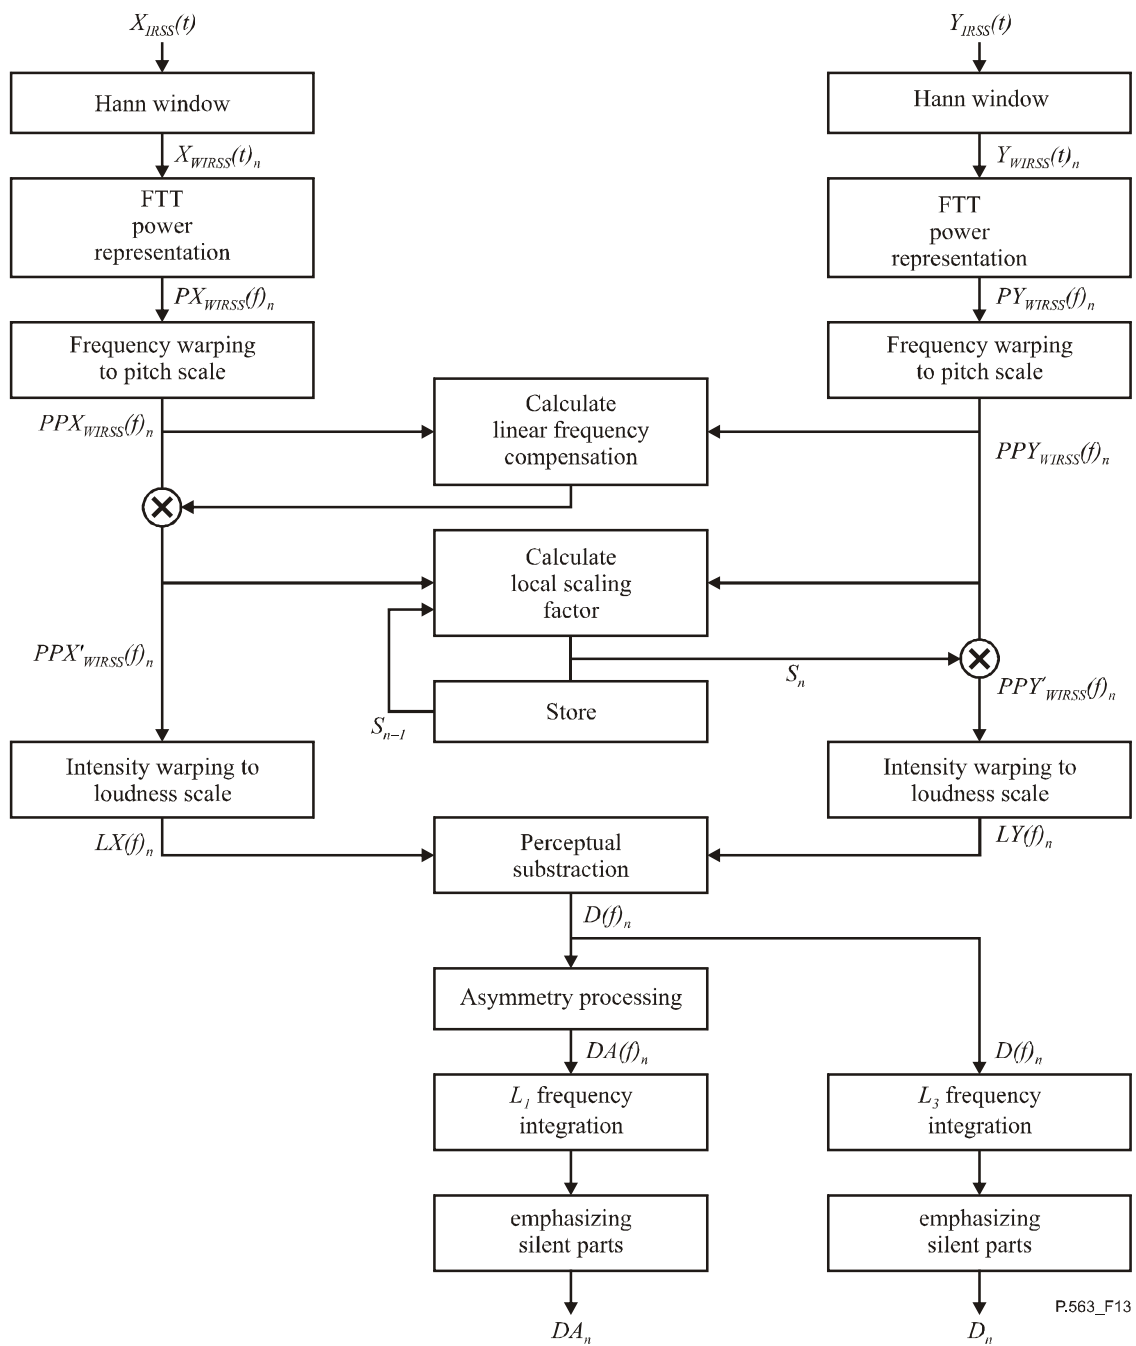 X_IRSS(t)
Y_IRSS(t)
Hann window
Hann window
X_WIRSS(t)_n
Y_WIRSS(t)_n
FTT
power
representation
FTT
power
representation
PX_WIRSS(f)_n
PY_WIRSS(f)_n
Frequency warping
to pitch scale
Frequency warping
to pitch scale
Calculate
linear frequency
compensation
PPX_WIRSS(f)_n
PPY_WIRSS(f)_n
Calculate
local scaling
factor
PPX'_WIRSS(f)_n
S_n
PPY'_WIRSS(f)_n
Store
S_n–1
Intensity warping to
loudness scale
Intensity warping to
loudness scale
LX(f)_n
LY(f)_n
Perceptual
substraction
D(f)_n
Asymmetry processing
DA(f)_n
D(f)_n
L_1 frequency
integration
L_3 frequency
integration
emphasizing
silent parts
emphasizing
silent parts
P.563_F13
DA_n
D_n